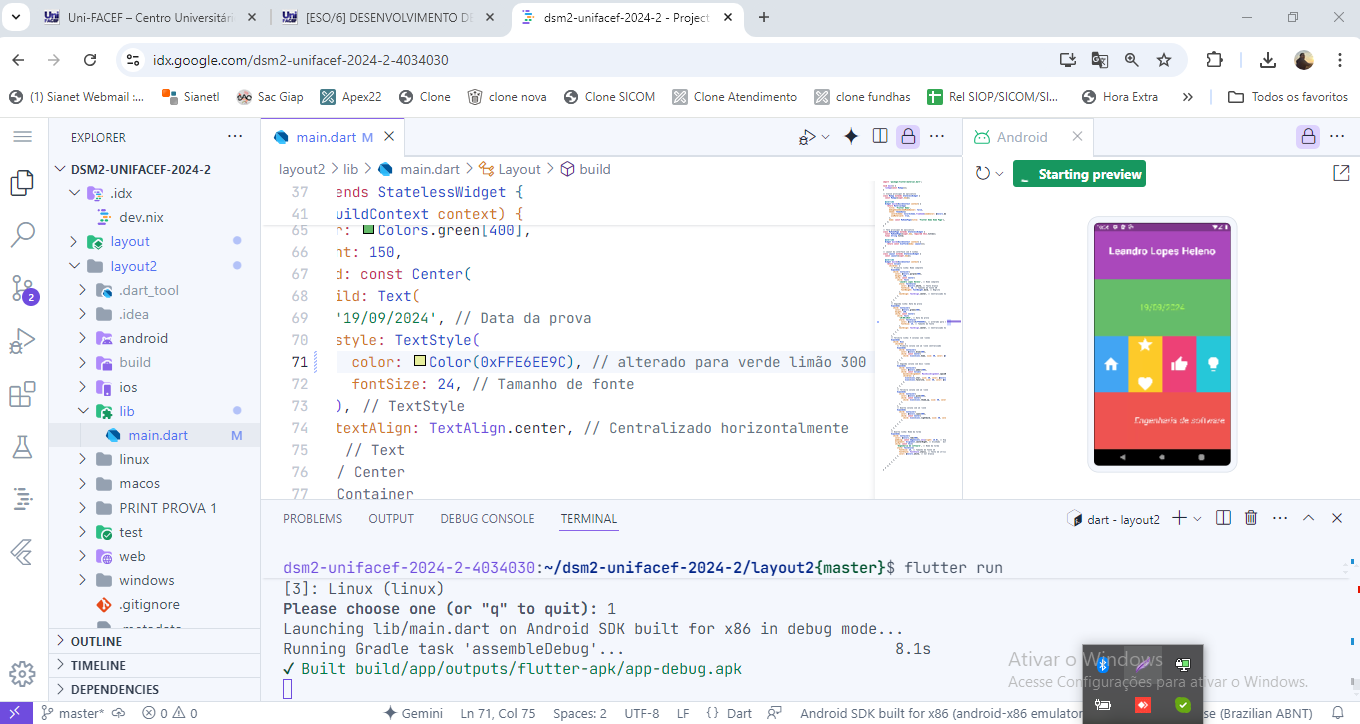 Uni-FACEF – Centro Universitári
[ESO/6] DESENVOLVIMENTO DE
dsm2-unifacef-2024-2 - Project
idx.google.com/dsm2-unifacef-2024-2-4034030
(1) Sianet Webmail :...
Sianetl
Sac Giap
Apex22
Clone
clone nova
Clone SICOM
Clone Atendimento
clone fundhas
Rel SIOP/SICOM/SI...
Hora Extra
Todos os favoritos
EXPLORER
DSM2-UNIFACEF-2024-2
.idx
dev.nix
layout
layout2
.dart_tool
.idea
android
build
ios
lib
main.dart M
linux
macos
PRINT PROVA 1
test
web
windows
.gitignore
.metadata
OUTLINE
TIMELINE
DEPENDENCIES
2
main.dart M
layout2 > lib > main.dart > Layout > build
37 ends StatelessWidget {
41 uildContext context) {
65 r: Colors.green[400],
66 nt: 150,
67 d: const Center(
68 ild: Text(
69 '19/09/2024', // Data da prova
70 style: TextStyle(
71 color: Color(0xFFE6EE9C), // alterado para verde limão 300
72 fontSize: 24, // Tamanho de fonte
73 ), // TextStyle
74 textAlign: TextAlign.center, // Centralizado horizontalmente
75 // Text
76 / Center
77 Container
Android
Starting preview
Leandro Lopes Heleno
19/09/2024
Engenharia de software
PROBLEMS
OUTPUT
DEBUG CONSOLE
TERMINAL
dart - layout2
dsm2-unifacef-2024-2-4034030:~/dsm2-unifacef-2024-2/layout2{master}$ flutter run
[3]: Linux (linux)
Please choose one (or "q" to quit): 1
Launching lib/main.dart on Android SDK built for x86 in debug mode...
Running Gradle task 'assembleDebug'... 8.1s
✓ Built build/app/outputs/flutter-apk/app-debug.apk
Ativar o Windows
Acesse Configurações para ativar o Windows.
master*
0
0
Gemini
Ln 71, Col 75
Spaces: 2
UTF-8
LF
{} Dart
Android SDK built for x86 (android-x86 emulator
se (Brazilian ABNT)